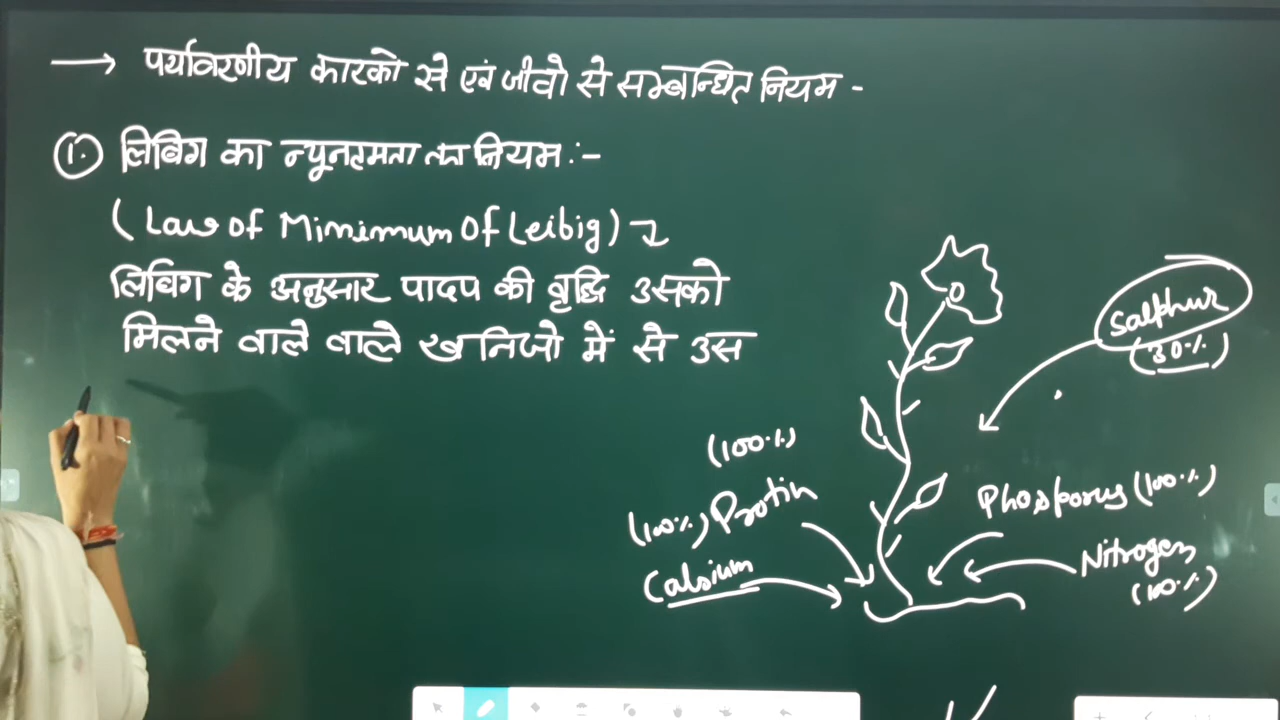 → पर्यावरणीय कारको से एवं जीवो से सम्बन्धित नियम -
1. लिविग का न्यूनतमता का नियम :-
(Law of Minimum Of Leibig)
लिविग के अनुसार पादप की वृद्धि उसको
मिलने वाले वाले खनिजो में से उस
Salphur
(30%)
(100%)
(100%) Protin
Phosporus (100%)
Calsium
Nitrogen
(100%)